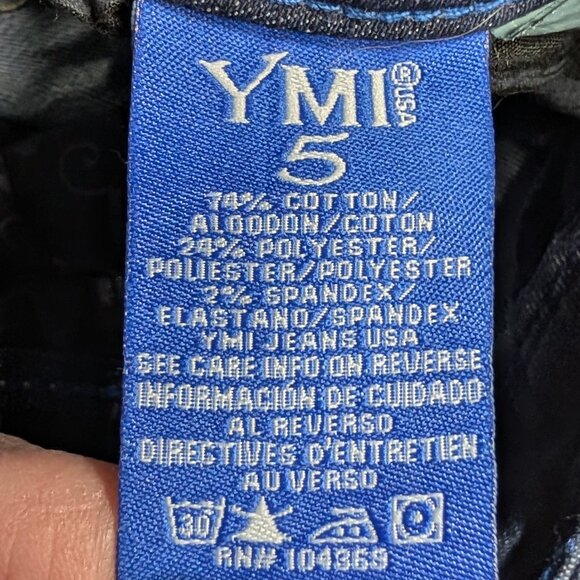 YMI®USA
5
74% COTTON/
ALGODON/COTON
24% POLYESTER/
POLIESTER/POLYESTER
2% SPANDEX/
ELASTANO/SPANDEX
YMI JEANS USA
SEE CARE INFO ON REVERSE
INFORMACIÓN DE CUIDADO
AL REVERSO
DIRECTIVES D'ENTRETIEN
AU VERSO
30
RN# 104969